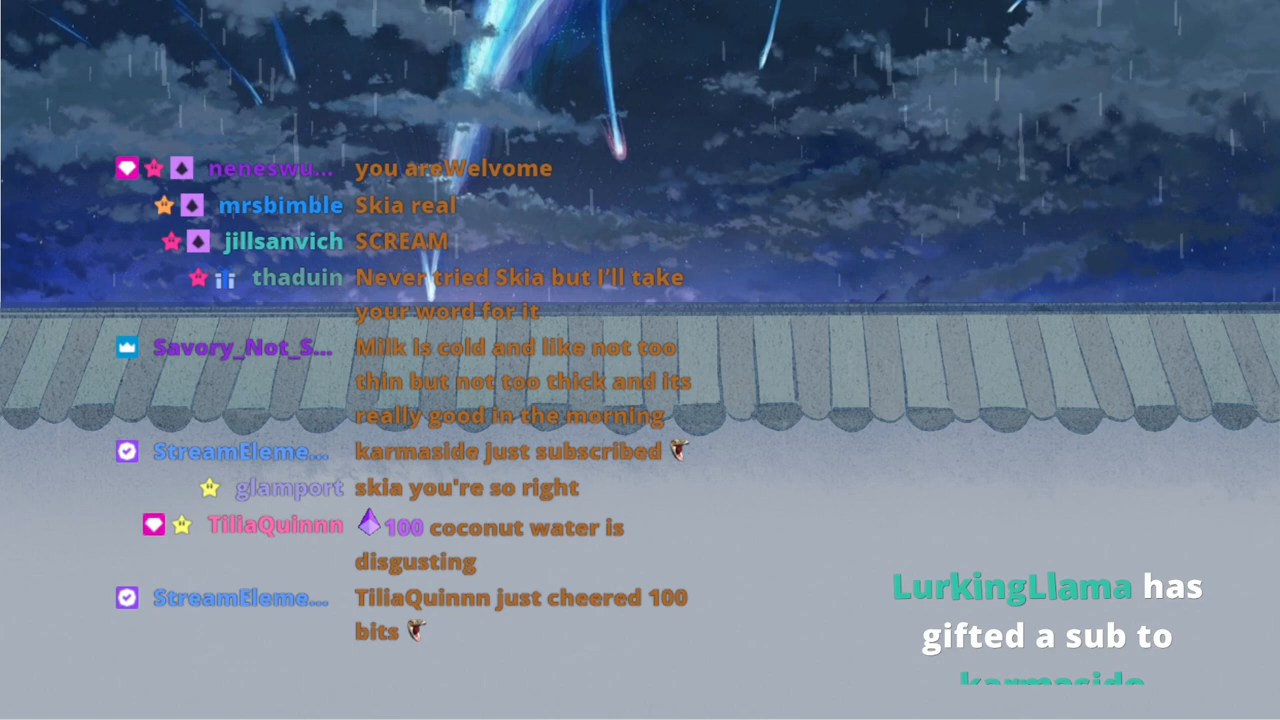 neneswu... you areWelvome
mrsbimble Skia real
jillsanvich SCREAM
thaduin Never tried Skia but I'll take
your word for it
Savory_Not_S... Milk is cold and like not too
thin but not too thick and its
really good in the morning
StreamEleme... karmaside just subscribed
glamport skia you're so right
TiliaQuinnn 100 coconut water is
disgusting
StreamEleme... TiliaQuinnn just cheered 100
bits
LurkingLlama has
gifted a sub to
karmaside